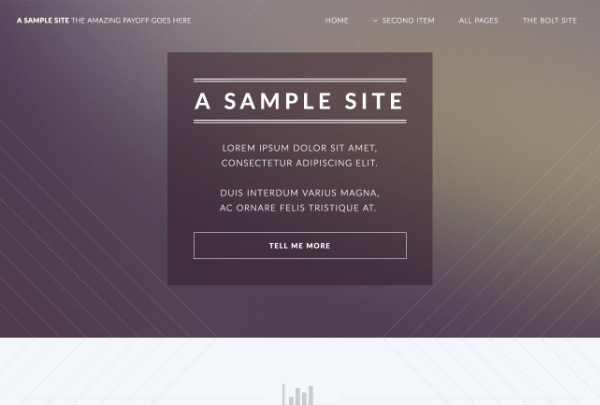 A SAMPLE SITE THE AMAZING PAYOFF GOES HERE
HOME
SECOND ITEM
ALL PAGES
THE BOLT SITE
A SAMPLE SITE
LOREM IPSUM DOLOR SIT AMET,
CONSECTETUR ADIPISCING ELIT.
DUIS INTERDUM VARIUS MAGNA,
AC ORNARE FELIS TRISTIQUE AT.
TELL ME MORE